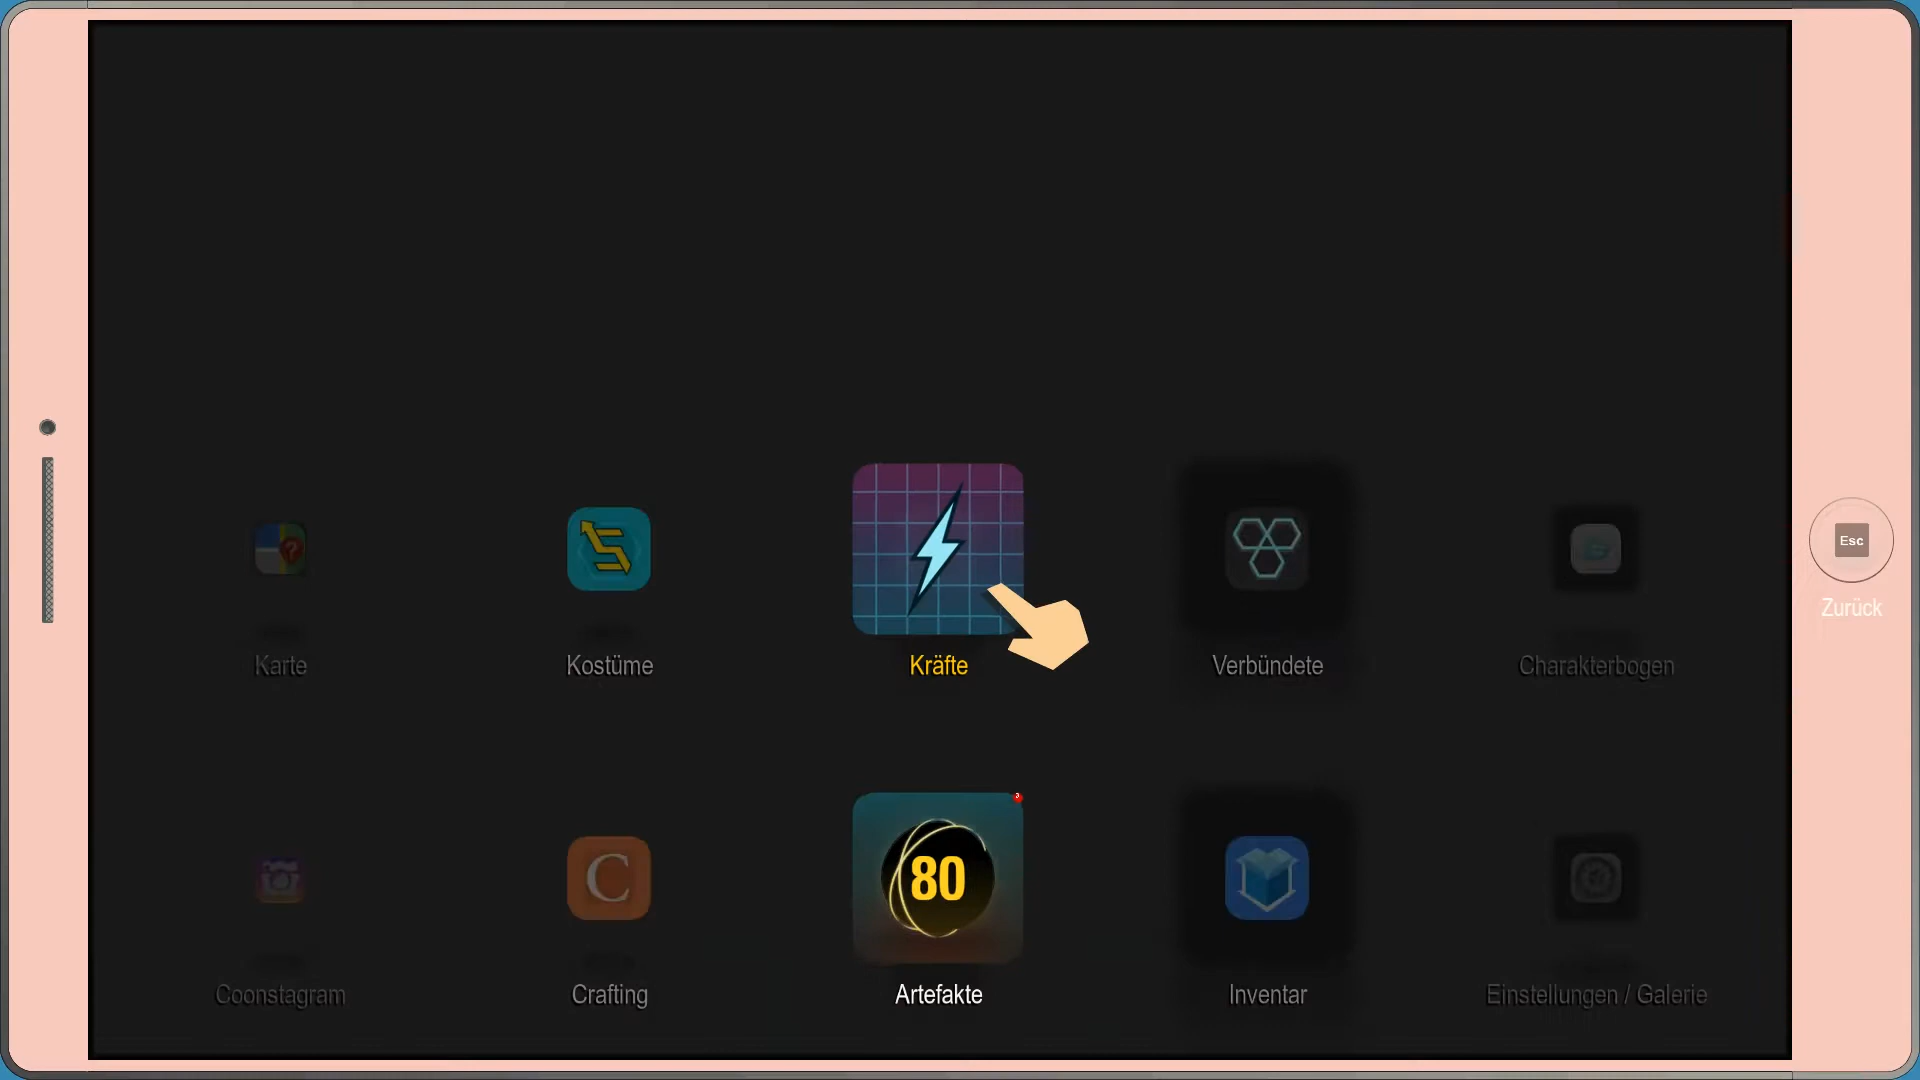 Esc
Zurück
Karte
Kostüme
Kräfte
Verbündete
Charakterbogen
C
80
Coonstagram
Crafting
Artefakte
Inventar
Einstellungen / Galerie